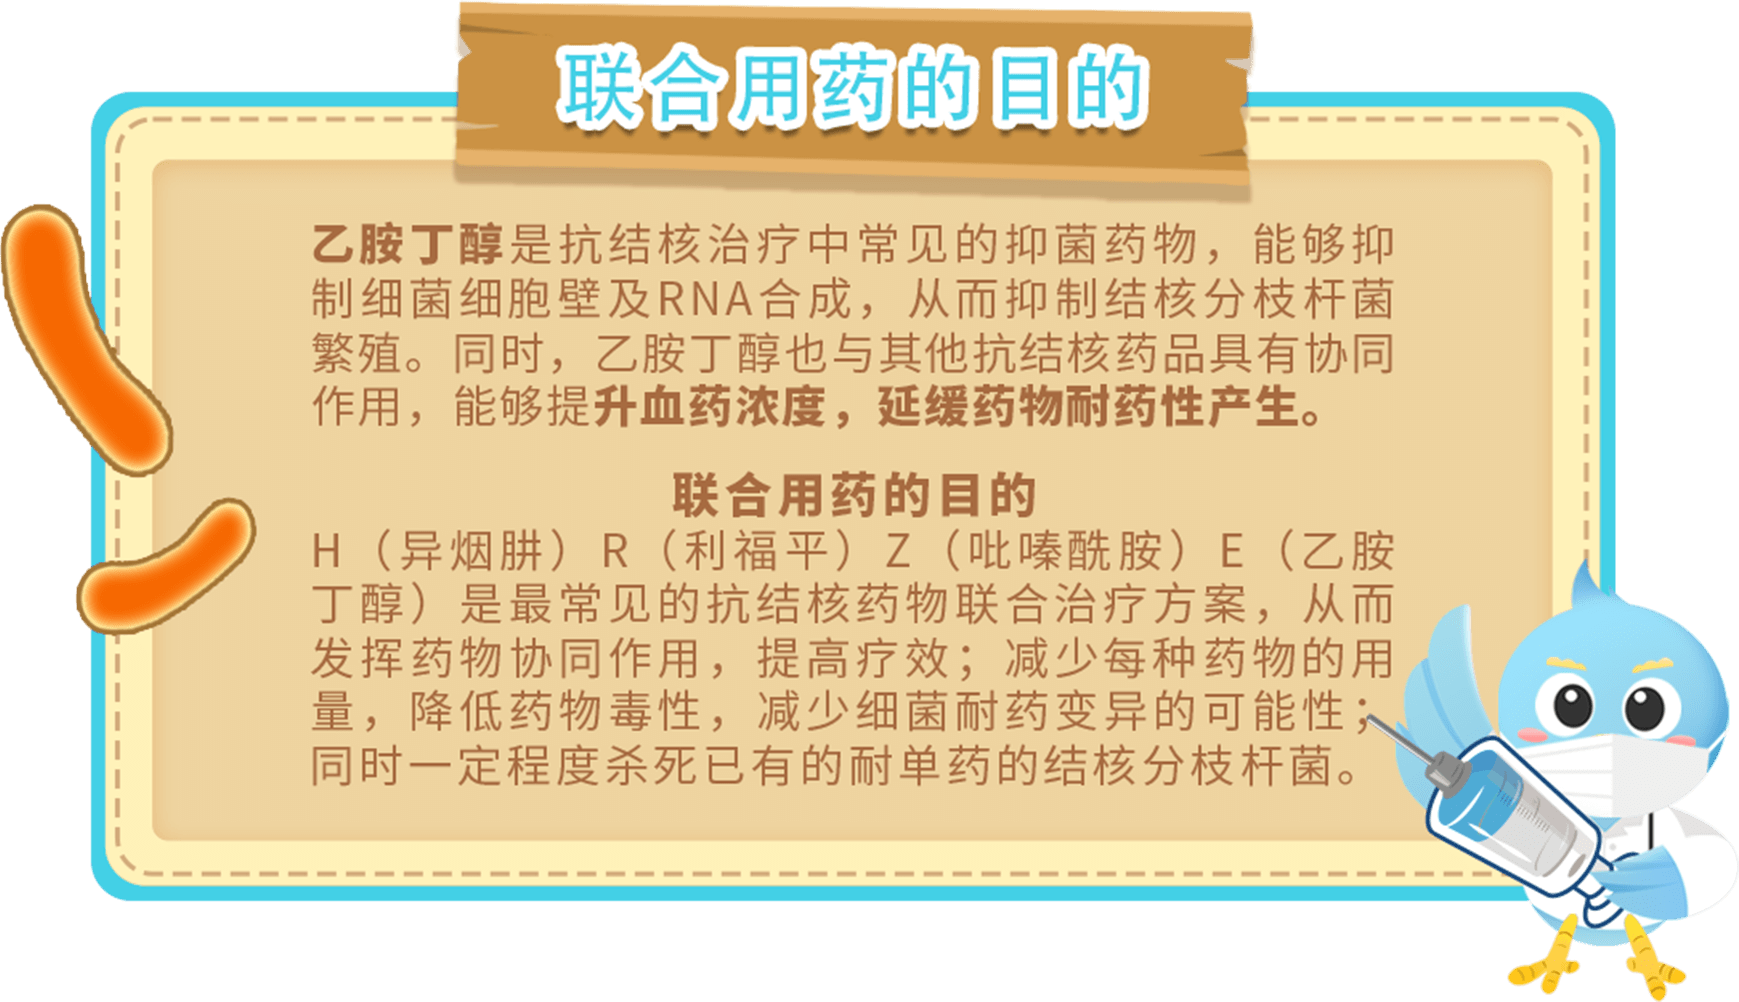 联合用药的目的
乙胺丁醇是抗结核治疗中常见的抑菌药物，能够抑
制细菌细胞壁及RNA合成，从而抑制结核分枝杆菌
繁殖。同时，乙胺丁醇也与其他抗结核药品具有协同
作用，能够提升血药浓度，延缓药物耐药性产生。
联合用药的目的
H（异烟肼）R（利福平）Z（吡嗪酰胺）E（乙胺
丁醇）是最常见的抗结核药物联合治疗方案，从而
发挥药物协同作用，提高疗效；减少每种药物的用
量，降低药物毒性，减少细菌耐药变异的可能性；
同时一定程度杀死已有的耐单药的结核分枝杆菌。